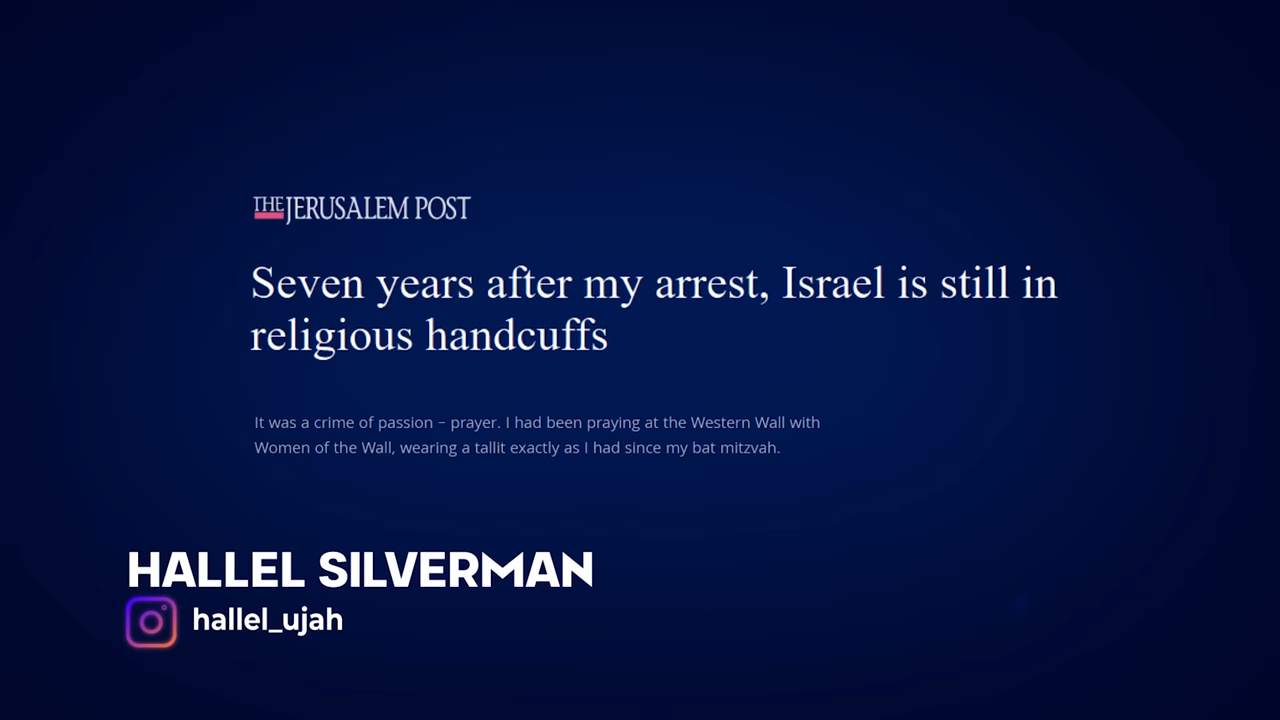 THE JERUSALEM POST
Seven years after my arrest, Israel is still in
religious handcuffs
It was a crime of passion – prayer. I had been praying at the Western Wall with
Women of the Wall, wearing a tallit exactly as I had since my bat mitzvah.
HALLEL SILVERMAN
hallel_ujah